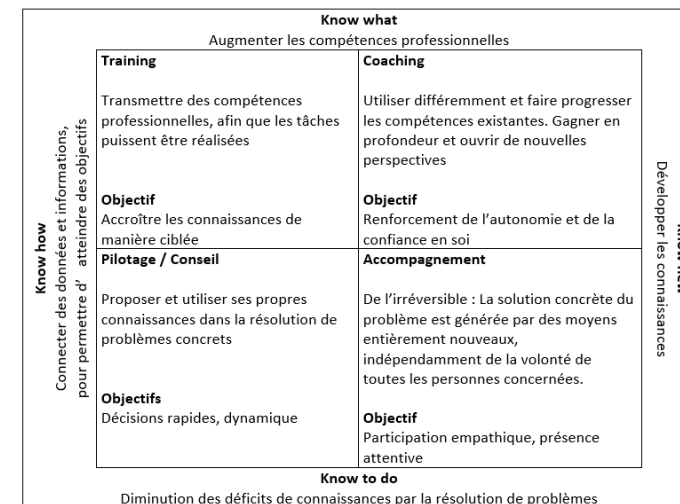 Know what
Augmenter les compétences professionnelles
Training
Transmettre des compétences
professionnelles, afin que les tâches
puissent être réalisées
Objectif
Accroître les connaissances de
manière ciblée
Coaching
Utiliser différemment et faire progresser
les compétences existantes. Gagner en
profondeur et ouvrir de nouvelles
perspectives
Objectif
Renforcement de l'autonomie et de la
confiance en soi
Know how
Connecter des données et informations,
pour permettre d' atteindre des objectifs
Développer les connaissances
Pilotage / Conseil
Proposer et utiliser ses propres
connaissances dans la résolution de
problèmes concrets
Objectifs
Décisions rapides, dynamique
Accompagnement
De l'irréversible : La solution concrète du
problème est générée par des moyens
entièrement nouveaux,
indépendamment de la volonté de
toutes les personnes concernées.
Objectif
Participation empathique, présence
attentive
Know to do
Diminution des déficits de connaissances par la résolution de problèmes